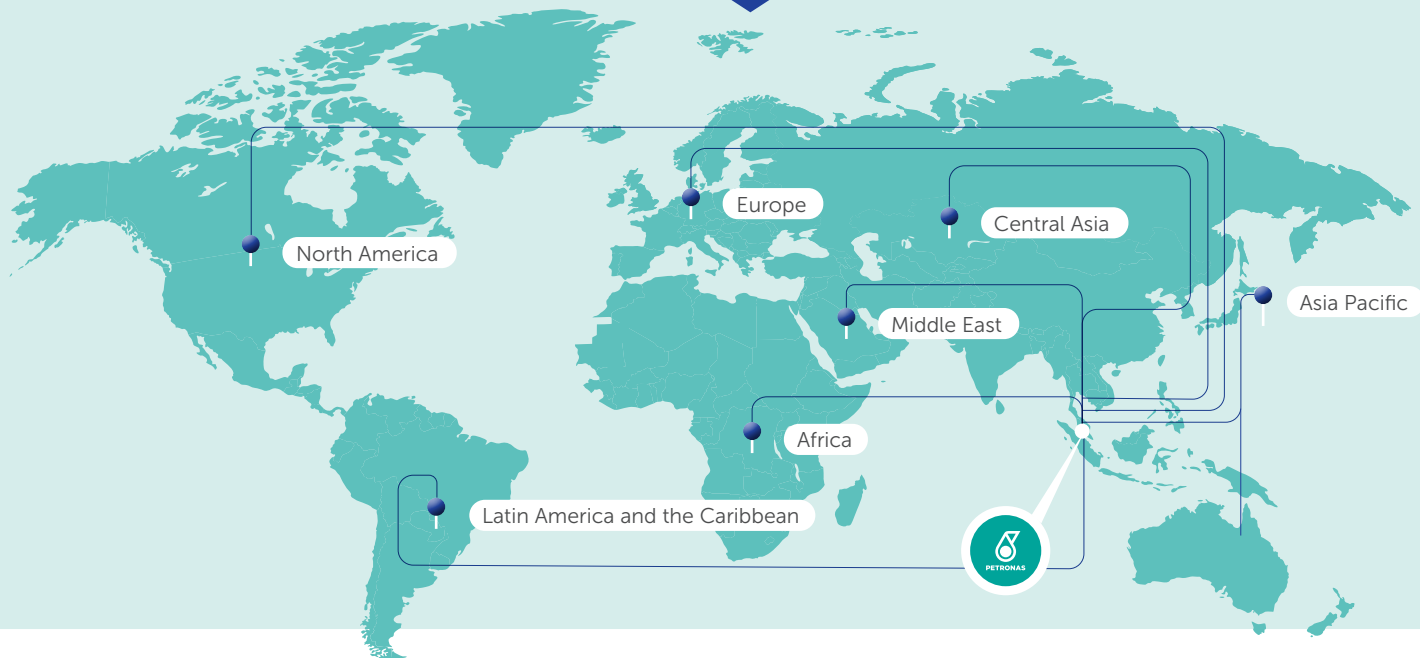 Europe
Central Asia
North America
Asia Pacific
Middle East
Africa
Latin America and the Caribbean
PETRONAS